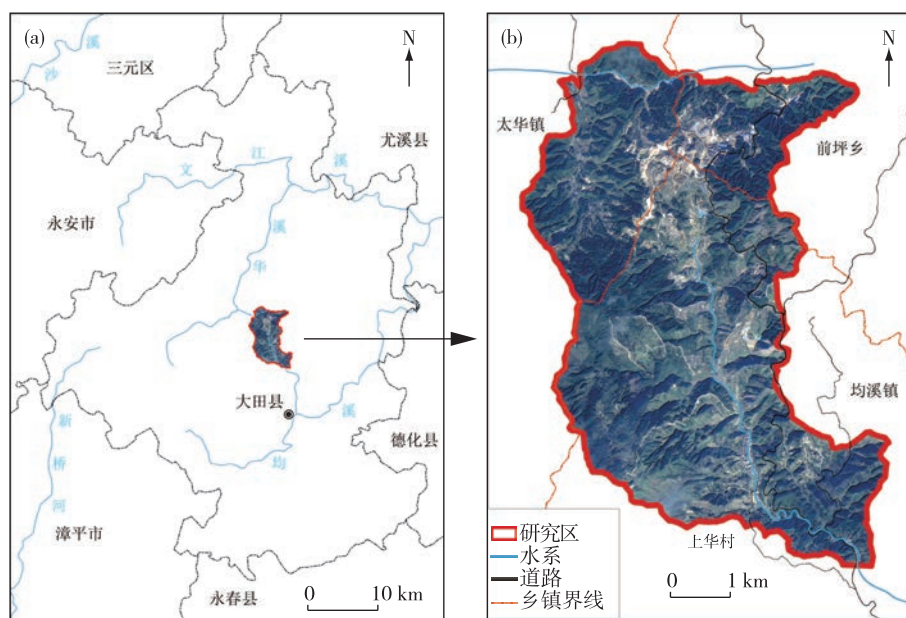 (a)
N
溪
沙
三元区
尤溪县
文
江
溪
永安市
溪
华
大田县
溪
均
德化县
新
桥
河
漳平市
永春县
0 10 km
(b)
N
太华镇
前坪乡
均溪镇
上华村
研究区
水系
道路
乡镇界线
0 1 km